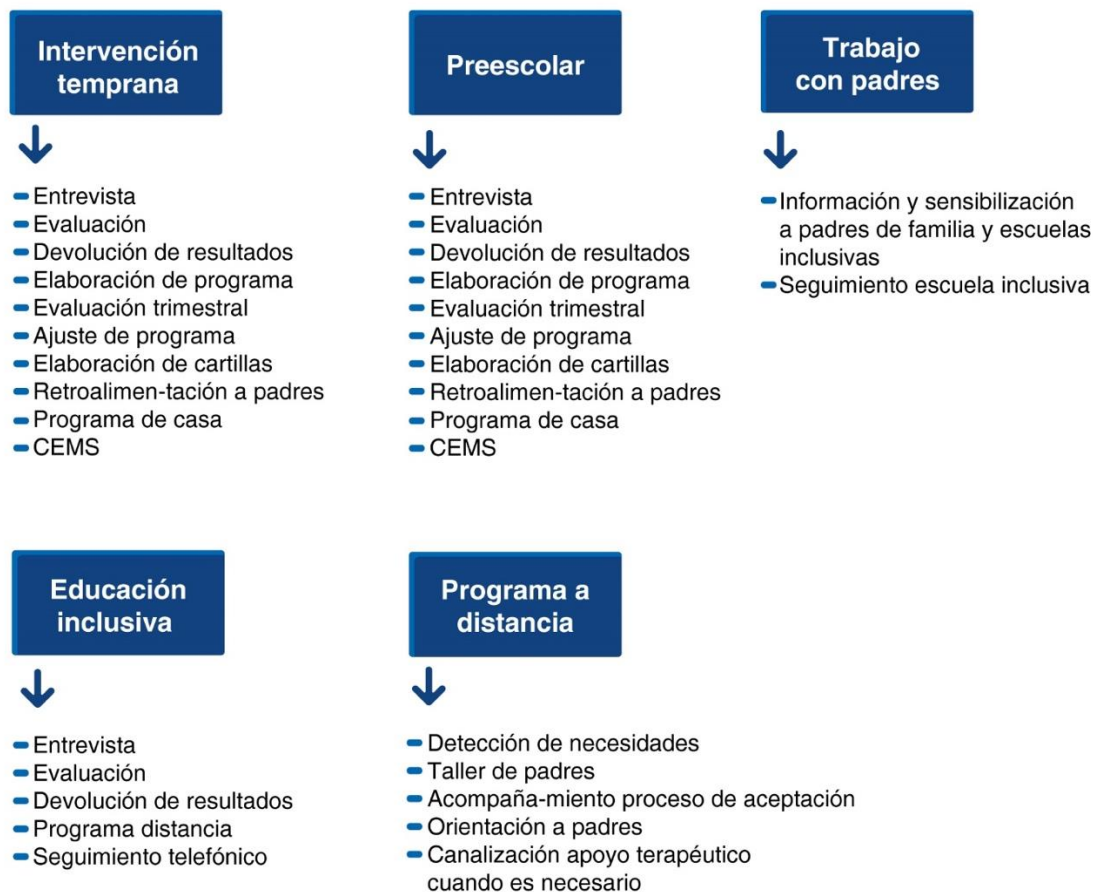 Intervención
temprana
Entrevista
Evaluación
Devolución de resultados
Elaboración de programa
Evaluación trimestral
Ajuste de programa
Elaboración de cartillas
Retroalimen-tación a padres
Programa de casa
CEMS
Preescolar
Entrevista
Evaluación
Devolución de resultados
Elaboración de programa
Evaluación trimestral
Ajuste de programa
Elaboración de cartillas
Retroalimen-tación a padres
Programa de casa
CEMS
Trabajo
con padres
Información y sensibilización
a padres de familia y escuelas
inclusivas
Seguimiento escuela inclusiva
Educación
inclusiva
Entrevista
Evaluación
Devolución de resultados
Programa distancia
Seguimiento telefónico
Programa a
distancia
Detección de necesidades
Taller de padres
Acompaña-miento proceso de aceptación
Orientación a padres
Canalización apoyo terapéutico
cuando es necesario